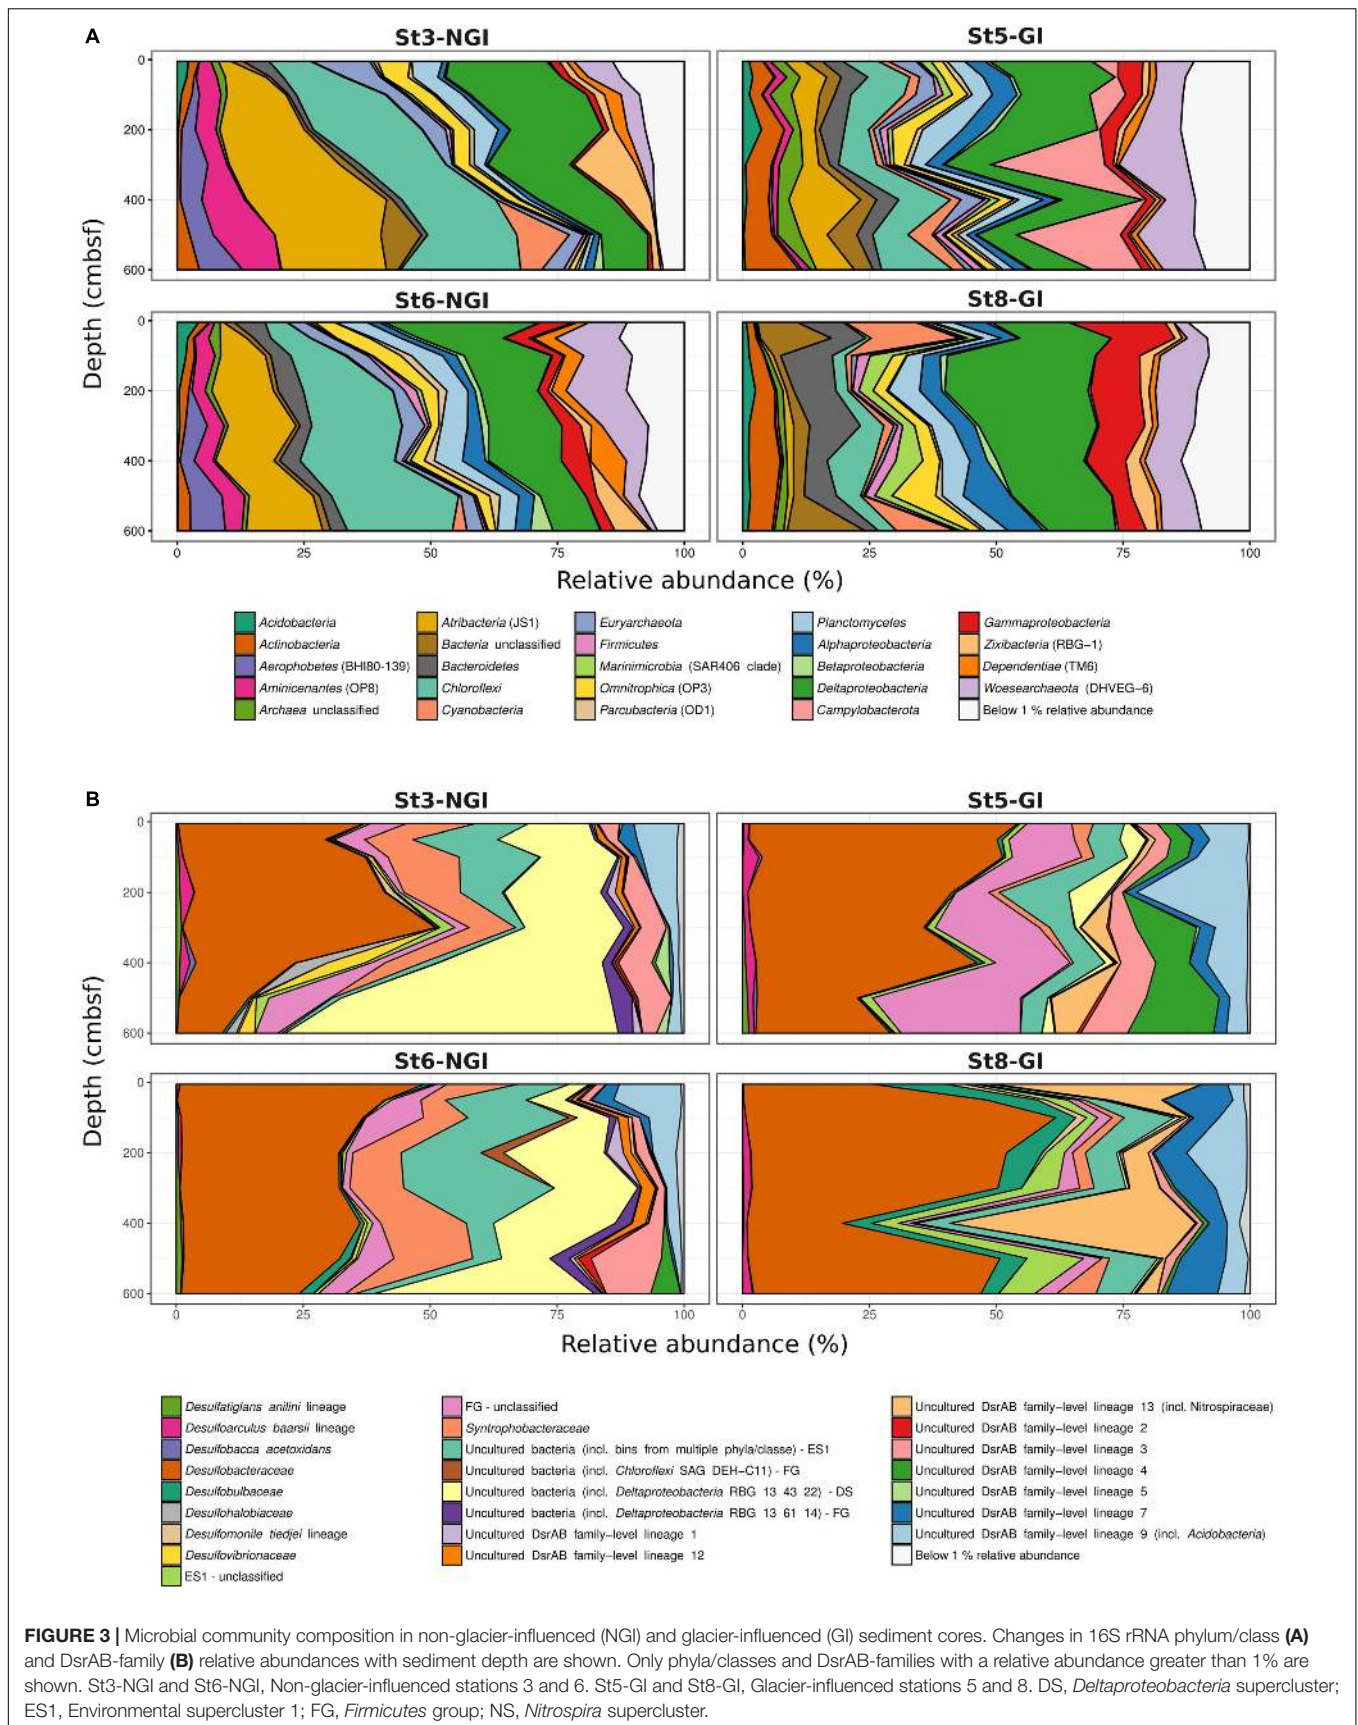 A
St3-NGI
St5-GI
0
200
400
600
St6-NGI
St8-GI
0
200
400
600
Depth (cmbsf)
0 25 50 75 100
0 25 50 75 100
Relative abundance (%)
Acidobacteria
Actinobacteria
Aerophobetes (BHI80-139)
Aminicenantes (OP8)
Archaea unclassified
Atribacteria (JS1)
Bacteria unclassified
Bacteroidetes
Chloroflexi
Cyanobacteria
Euryarchaeota
Firmicutes
Marinimicrobia (SAR406 clade)
Omnitrophica (OP3)
Parcubacteria (OD1)
Planctomycetes
Alphaproteobacteria
Betaproteobacteria
Deltaproteobacteria
Campylobacterota
Gammaproteobacteria
Zixibacteria (RBG-1)
Dependentiae (TM6)
Woesearchaeota (DHVEG-6)
Below 1 % relative abundance
B
St3-NGI
St5-GI
0
200
400
600
St6-NGI
St8-GI
0
200
400
600
Depth (cmbsf)
0 25 50 75 100
0 25 50 75 100
Relative abundance (%)
Desulfatiglans anilini lineage
Desulfoarculus baarsii lineage
Desulfobacca acetoxidans
Desulfobacteraceae
Desulfobulbaceae
Desulfohalobiaceae
Desulfomonile tiedjei lineage
Desulfovibrionaceae
ES1 - unclassified
FG - unclassified
Syntrophobacteraceae
Uncultured bacteria (incl. bins from multiple phyla/classe) - ES1
Uncultured bacteria (incl. Chloroflexi SAG DEH-C11) - FG
Uncultured bacteria (incl. Deltaproteobacteria RBG 13 43 22) - DS
Uncultured bacteria (incl. Deltaproteobacteria RBG 13 61 14) - FG
Uncultured DsrAB family-level lineage 1
Uncultured DsrAB family-level lineage 12
Uncultured DsrAB family-level lineage 13 (incl. Nitrospiraceae)
Uncultured DsrAB family-level lineage 2
Uncultured DsrAB family-level lineage 3
Uncultured DsrAB family-level lineage 4
Uncultured DsrAB family-level lineage 5
Uncultured DsrAB family-level lineage 7
Uncultured DsrAB family-level lineage 9 (incl. Acidobacteria)
Below 1 % relative abundance
FIGURE 3 | Microbial community composition in non-glacier-influenced (NGI) and glacier-influenced (GI) sediment cores. Changes in 16S rRNA phylum/class (A)
and DsrAB-family (B) relative abundances with sediment depth are shown. Only phyla/classes and DsrAB-families with a relative abundance greater than 1% are
shown. St3-NGI and St6-NGI, Non-glacier-influenced stations 3 and 6. St5-GI and St8-GI, Glacier-influenced stations 5 and 8. DS, Deltaproteobacteria supercluster;
ES1, Environmental supercluster 1; FG, Firmicutes group; NS, Nitrospira supercluster.